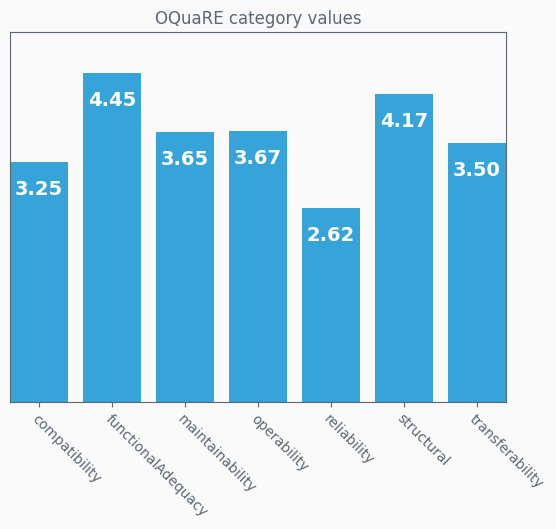 OQuaRE category values
3.25
4.45
3.65
3.67
2.62
4.17
3.50
compatibility
functionalAdequacy
maintainability
operability
reliability
structural
transferability